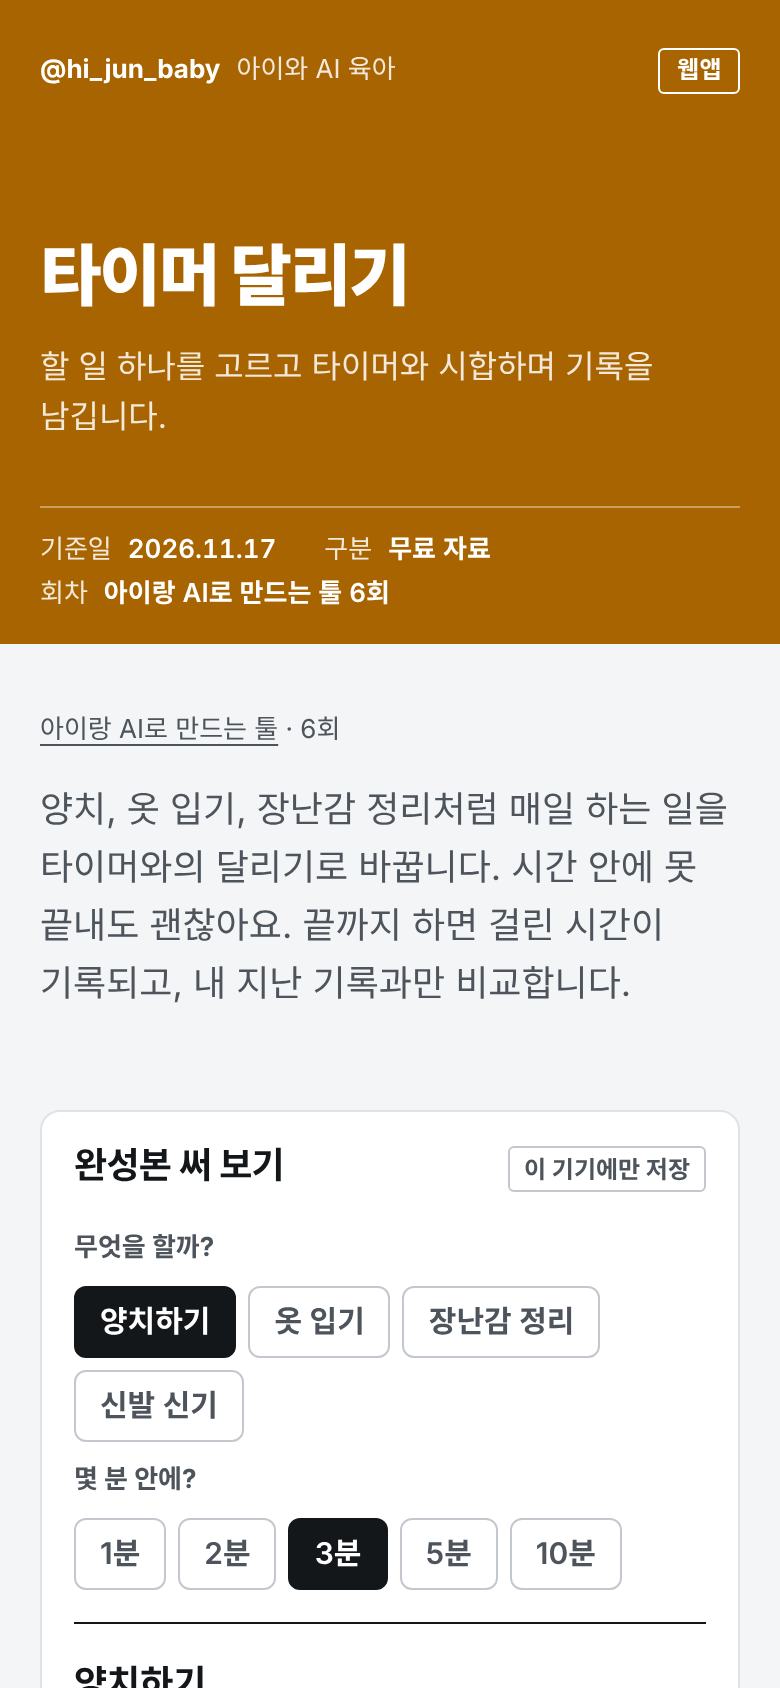 @hi_jun_baby 아이와 AI 육아
웹앱
타이머 달리기
할 일 하나를 고르고 타이머와 시합하며 기록을
남깁니다.
기준일 2026.11.17 구분 무료 자료
회차 아이랑 AI로 만드는 툴 6회
아이랑 AI로 만드는 툴 · 6회
양치, 옷 입기, 장난감 정리처럼 매일 하는 일을
타이머와의 달리기로 바꿉니다. 시간 안에 못
끝내도 괜찮아요. 끝까지 하면 걸린 시간이
기록되고, 내 지난 기록과만 비교합니다.
완성본 써 보기
이 기기에만 저장
무엇을 할까?
양치하기 옷 입기 장난감 정리
신발 신기
몇 분 안에?
1분 2분 3분 5분 10분
양치하기